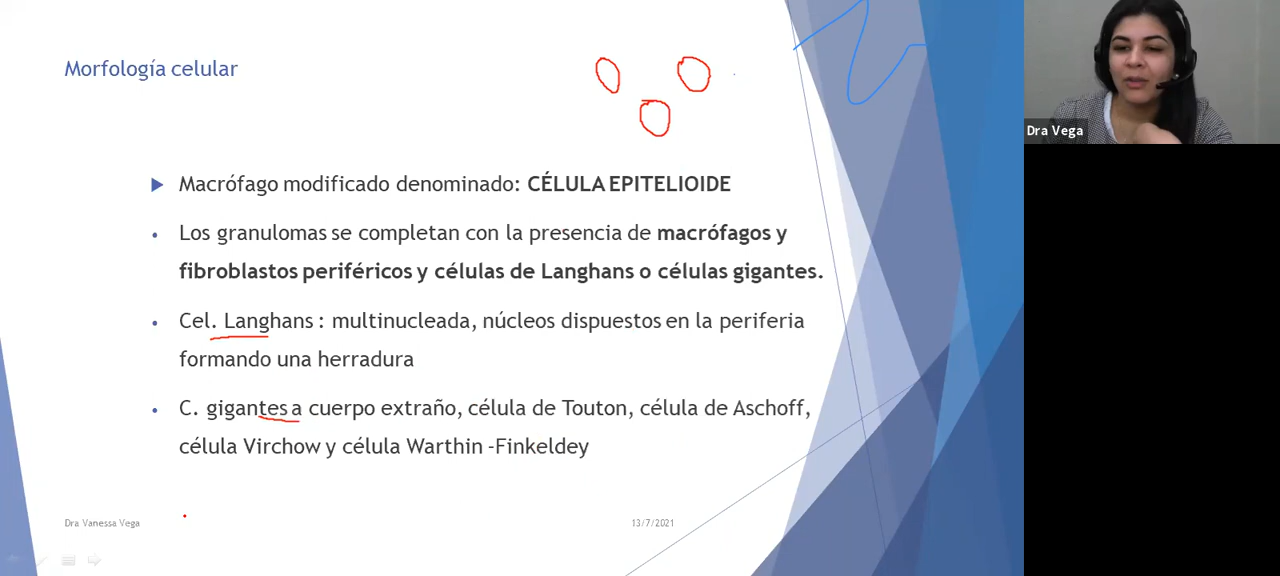 Morfología celular
Dra Vega
Macrófago modificado denominado: CÉLULA EPITELIOIDE
Los granulomas se completan con la presencia de macrófagos y
fibroblastos periféricos y células de Langhans o células gigantes.
Cel. Langhans : multinucleada, núcleos dispuestos en la periferia
formando una herradura
C. gigantes a cuerpo extraño, célula de Touton, célula de Aschoff,
célula Virchow y célula Warthin -Finkeldey
Dra Vanessa Vega
13/7/2021